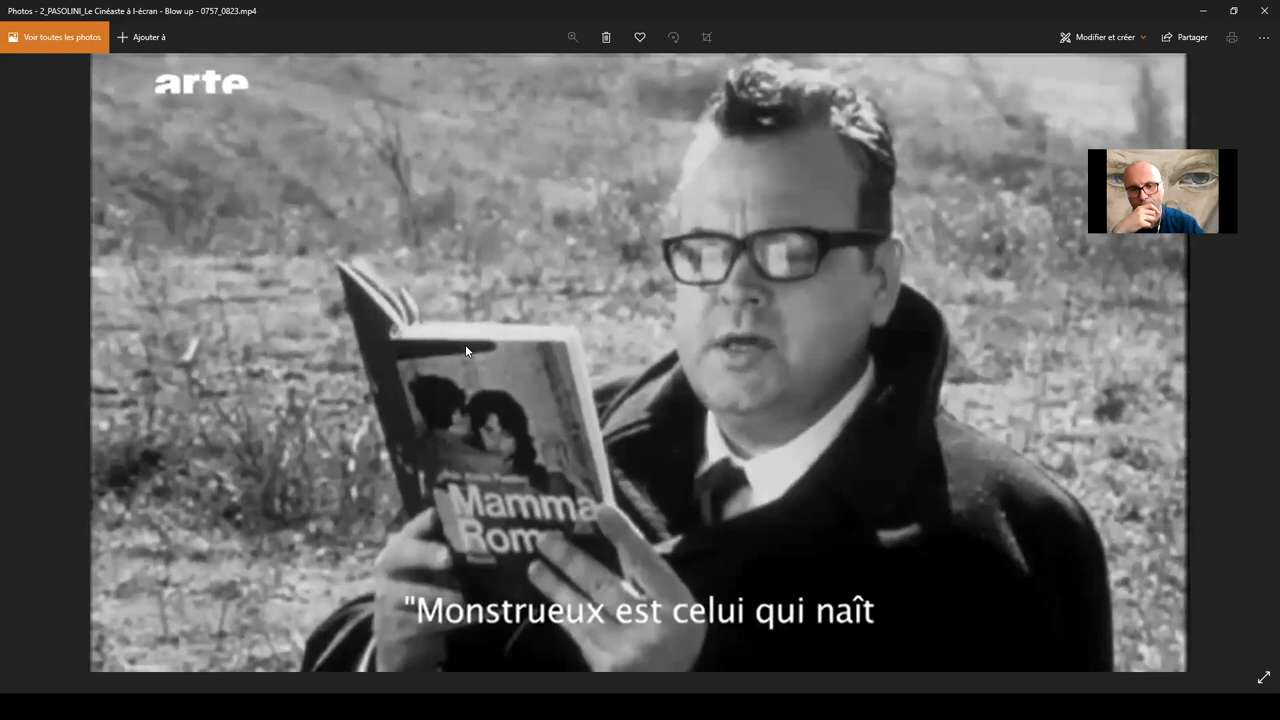 Photos - 2_PASOLINI_Le Cinéaste à l-écran - Blow up - 0757_0823.mp4
Voir toutes les photos
Ajouter à
Modifier et créer
Partager
arte
Mamma
Rom
"Monstrueux est celui qui naît